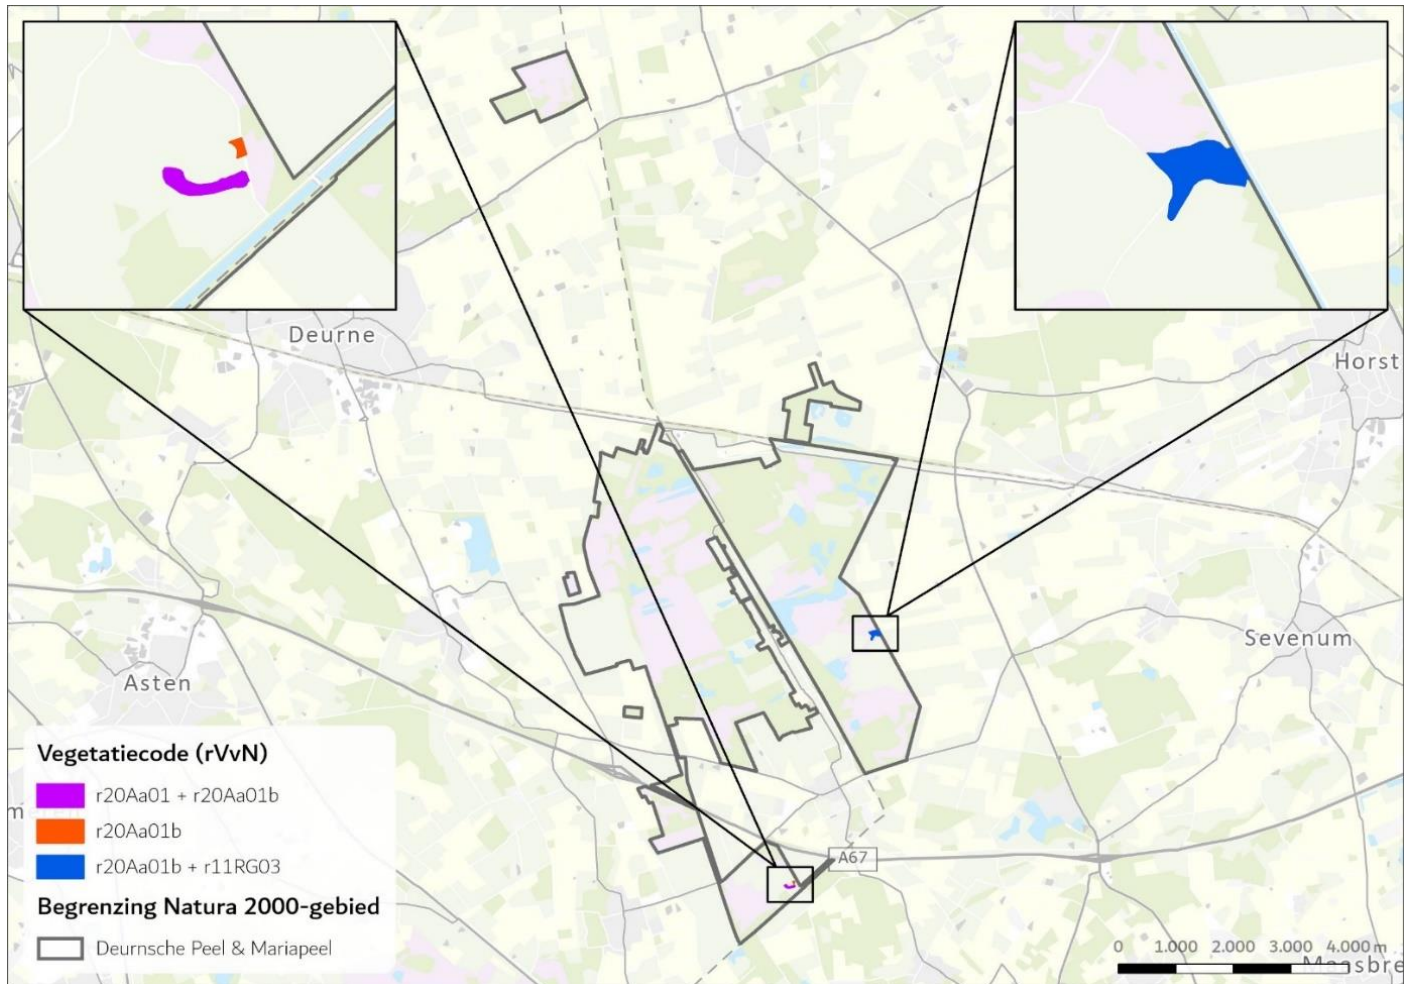 Deurne
Horst
Sevenum
Asten
Vegetatiecode (rVvN)
r20Aa01 + r20Aa01b
r20Aa01b
r20Aa01b + r11RG03
Begrenzing Natura 2000-gebied
Deurnsche Peel & Mariapeel
A67
0 1.000 2.000 3.000 4.000 m
Maasbre